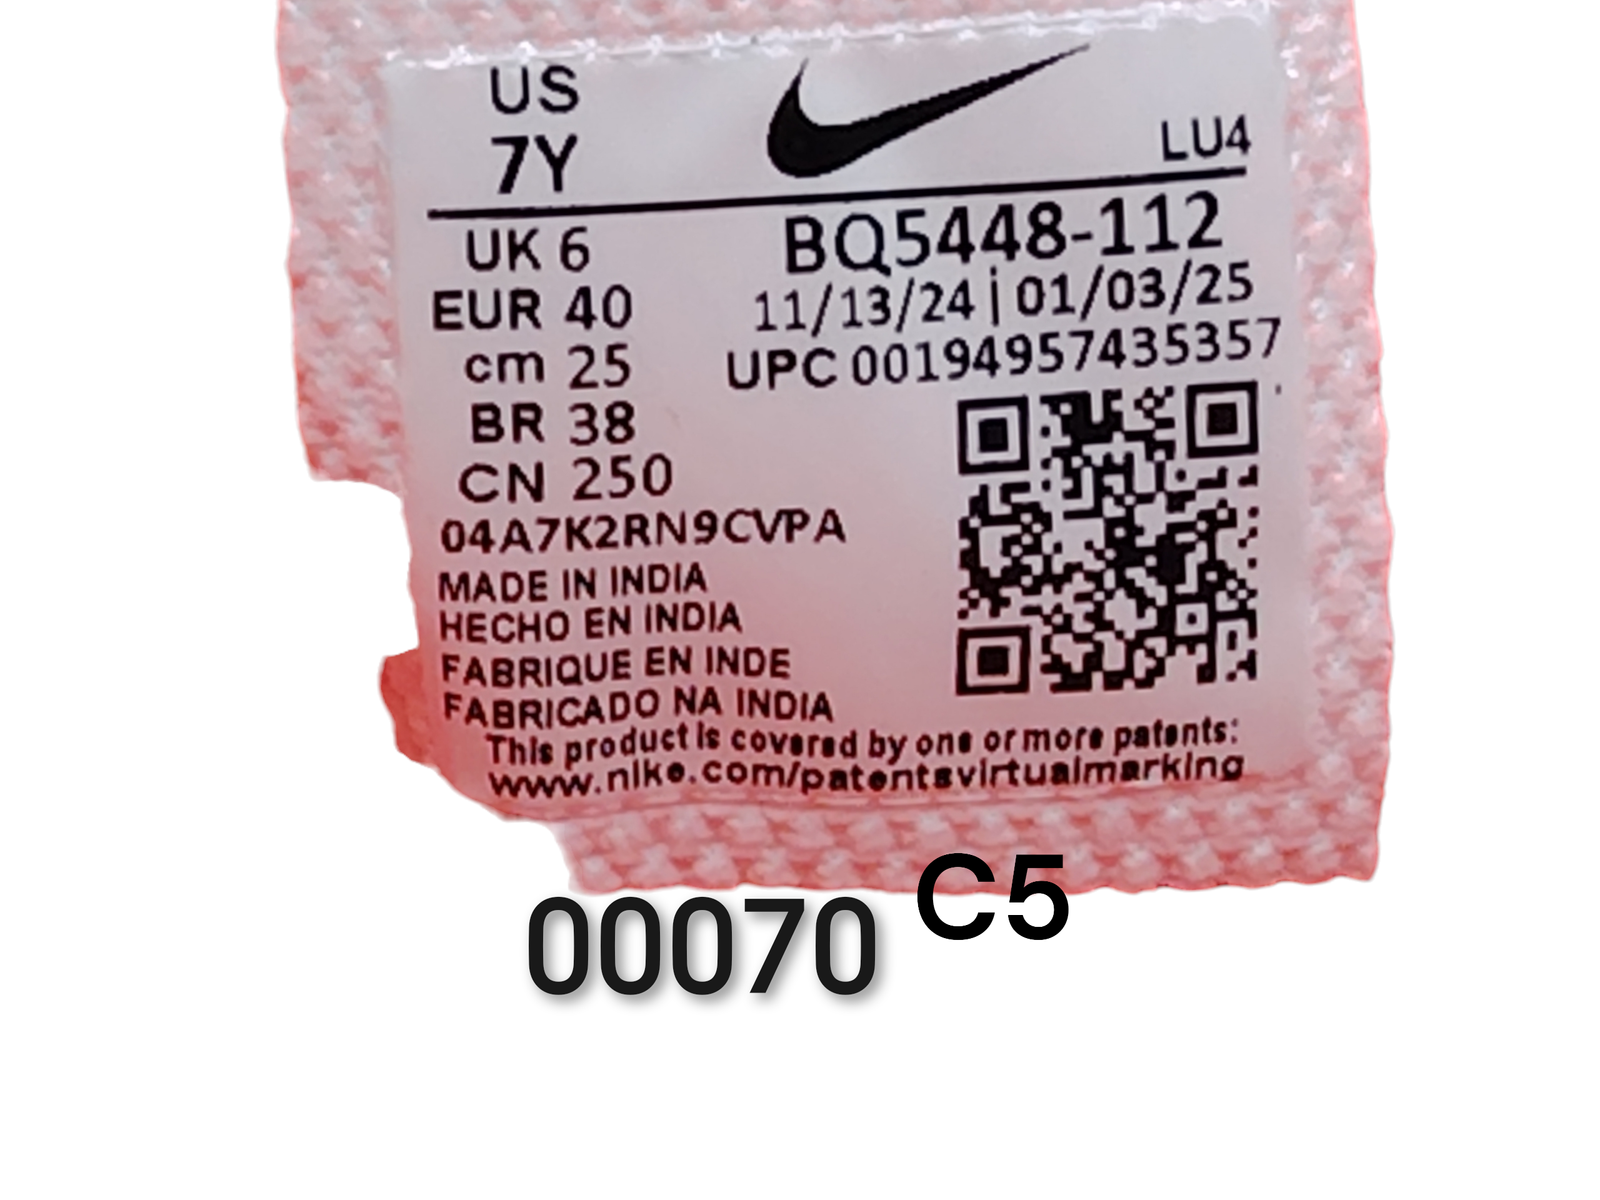 US
7Y
LU4
UK 6
EUR 40
cm 25
BR 38
CN 250
BQ5448-112
11/13/24 | 01/03/25
UPC 00194957435357
04A7K2RN9CVPA
MADE IN INDIA
HECHO EN INDIA
FABRIQUE EN INDE
FABRICADO NA INDIA
This product is covered by one or more patents:
www.nike.com/patentsvirtualmarking
00070 C5